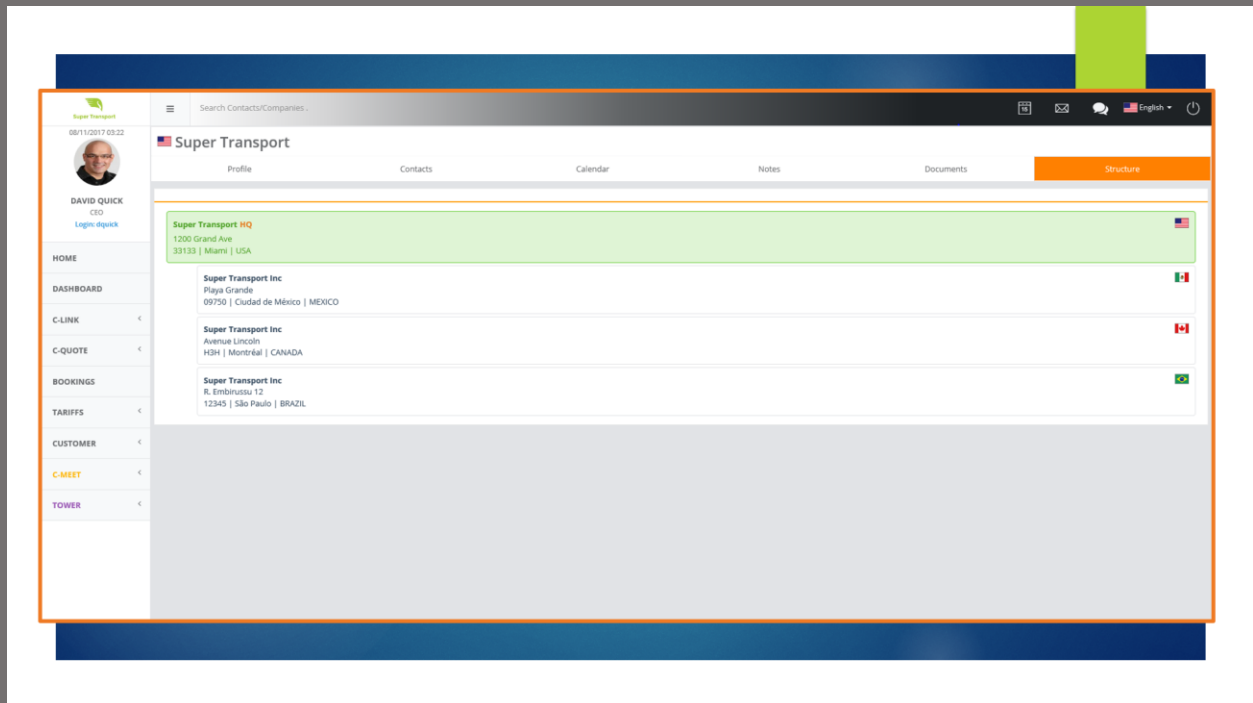 Super Transport
Search Contacts/Companies .
16
English
08/11/2017 03:22
DAVID QUICK
CEO
Login: dquick
HOME
DASHBOARD
C-LINK
C-QUOTE
BOOKINGS
TARIFFS
CUSTOMER
C-MEET
TOWER
Super Transport
Profile Contacts Calendar Notes Documents Structure
Super Transport HQ
1200 Grand Ave
33133 | Miami | USA
Super Transport Inc
Playa Grande
09750 | Ciudad de México | MEXICO
Super Transport Inc
Avenue Lincoln
H3H | Montréal | CANADA
Super Transport Inc
R. Embirussu 12
12345 | São Paulo | BRAZIL